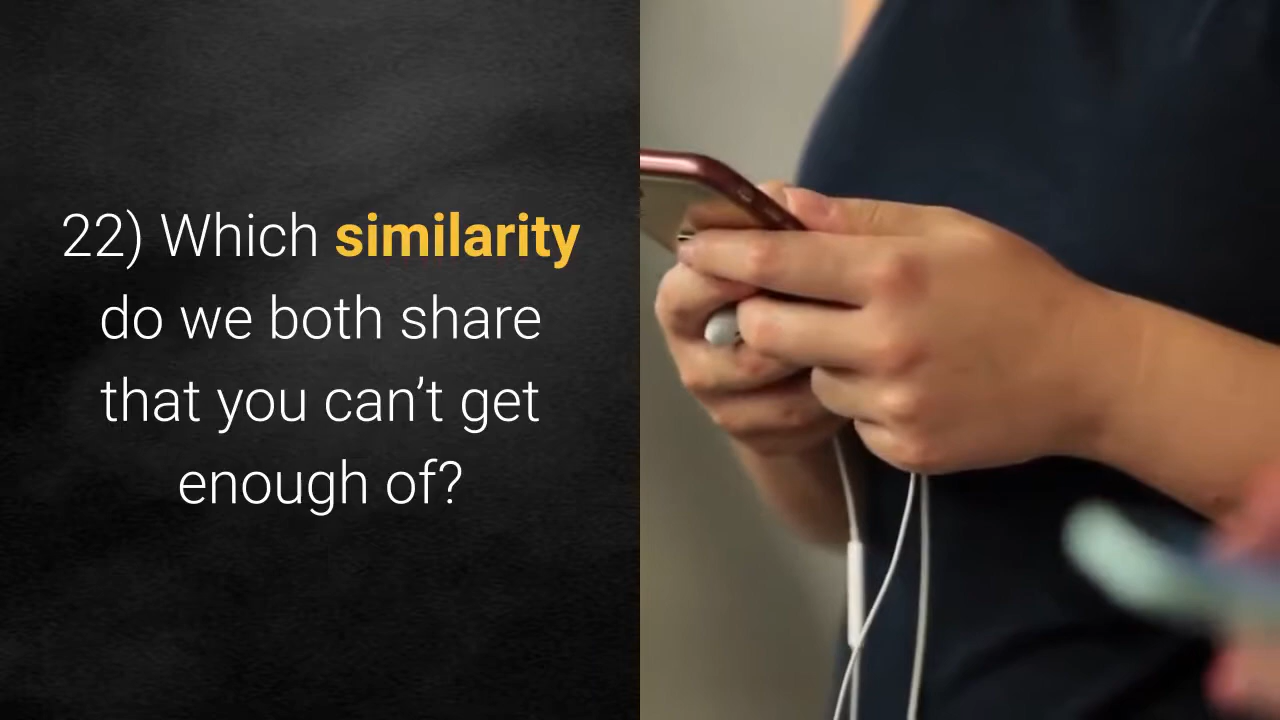 22) Which similarity
do we both share
that you can’t get
enough of?